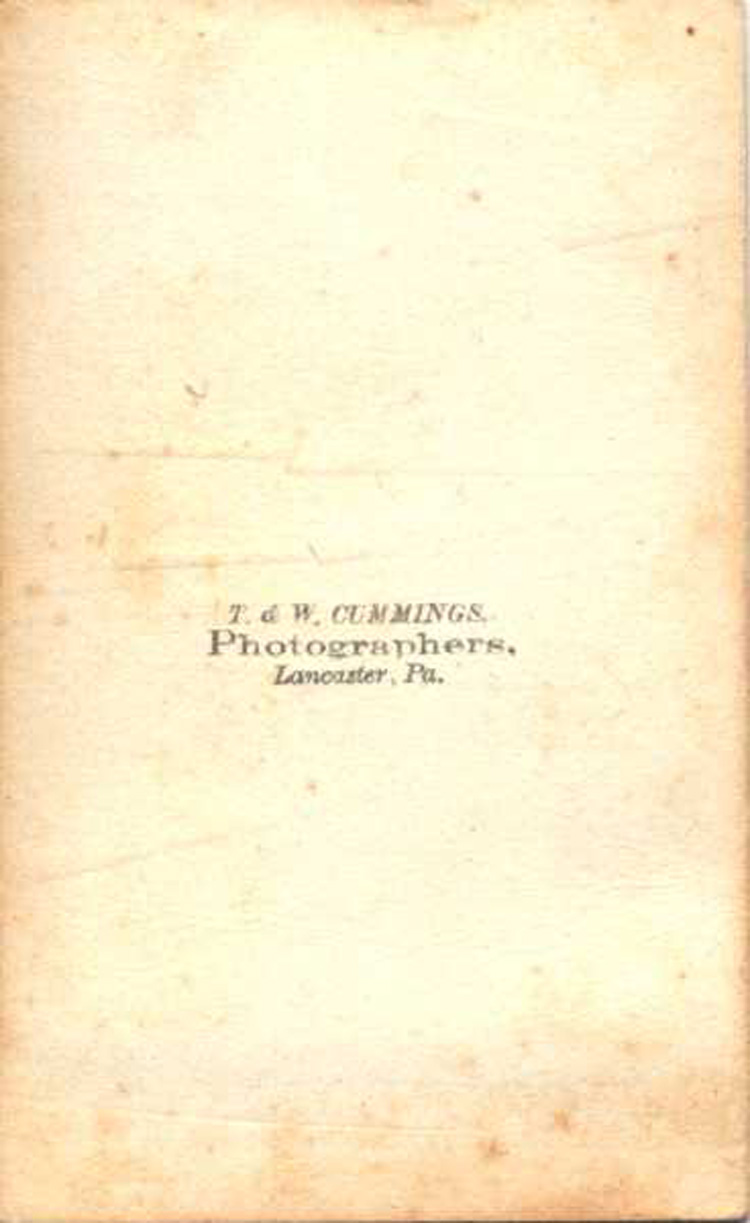 T. & W. CUMMINGS.
Photographers,
Lancaster, Pa.